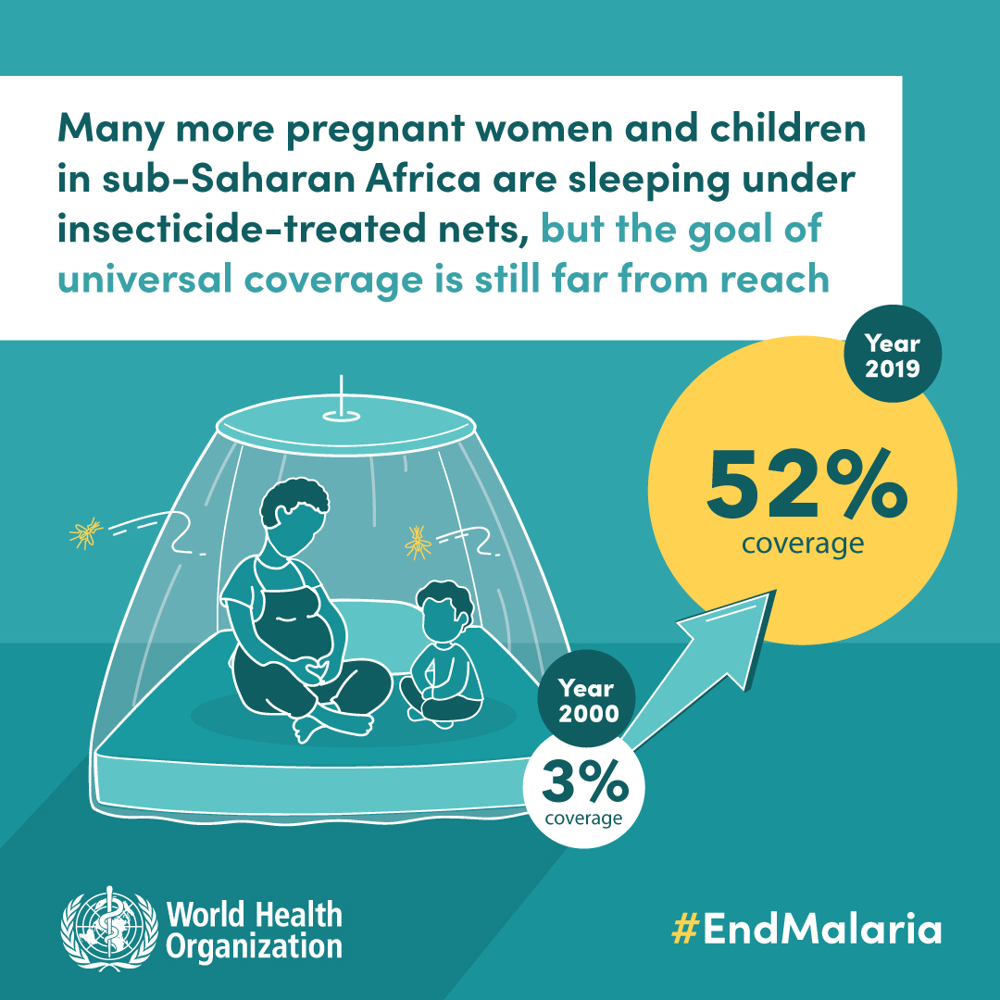 Many more pregnant women and children
in sub-Saharan Africa are sleeping under
insecticide-treated nets, but the goal of
universal coverage is still far from reach
Year
2019
52%
coverage
Year
2000
3%
coverage
World Health
Organization
#EndMalaria